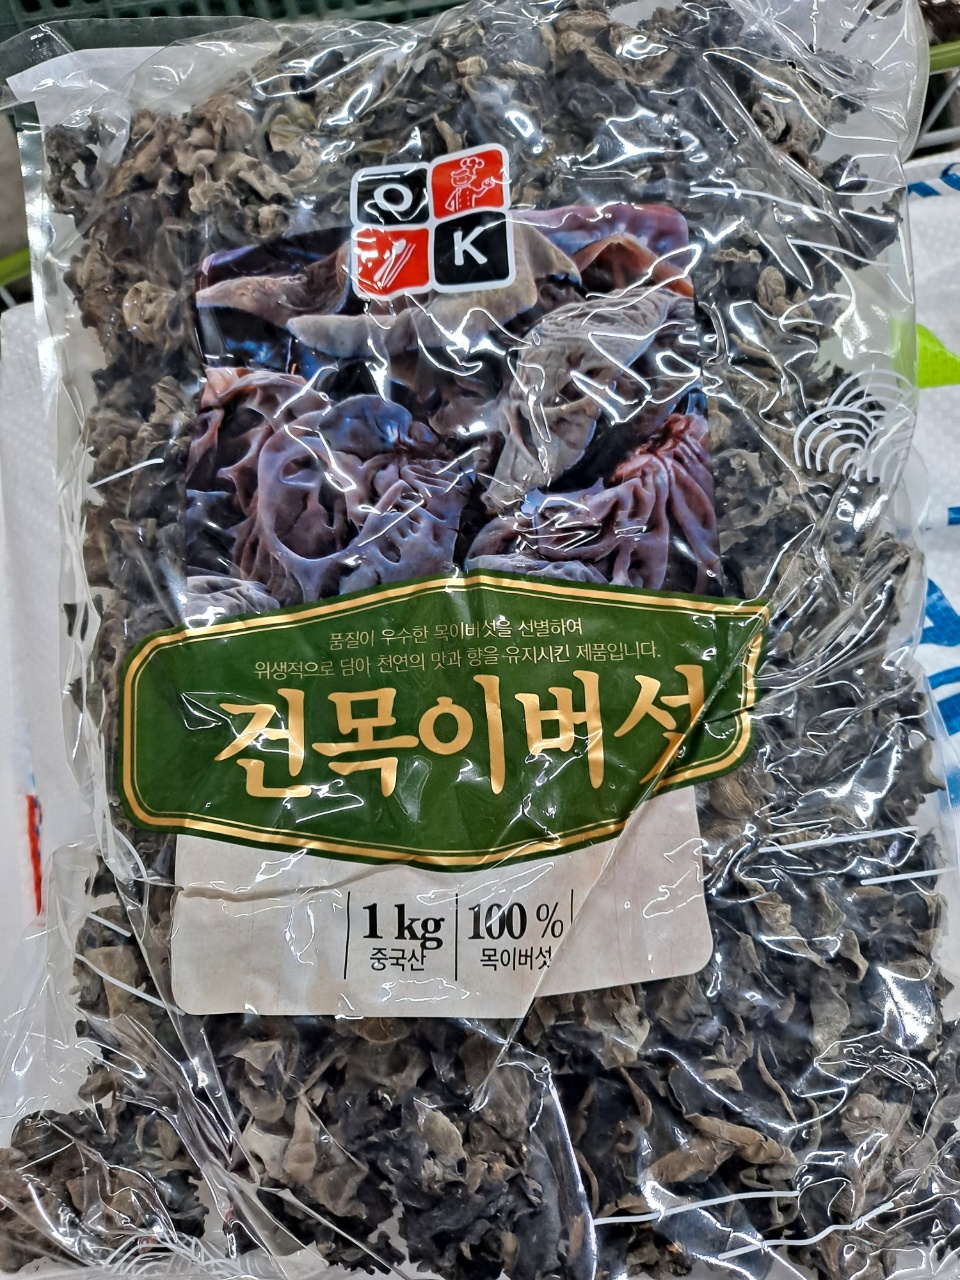 O
K
품질이 우수한 목이버섯을 선별하여
위생적으로 담아 천연의 맛과 향을 유지시킨 제품입니다.
건목이버섯
1 kg 100 %
중국산 목이버섯